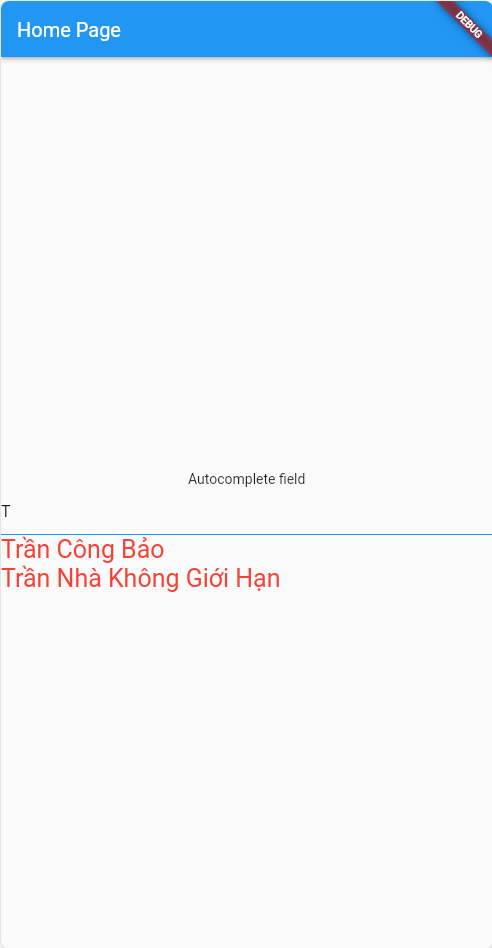 Home Page
DEBUG
Autocomplete field
T
Trần Công Bảo
Trần Nhà Không Giới Hạn